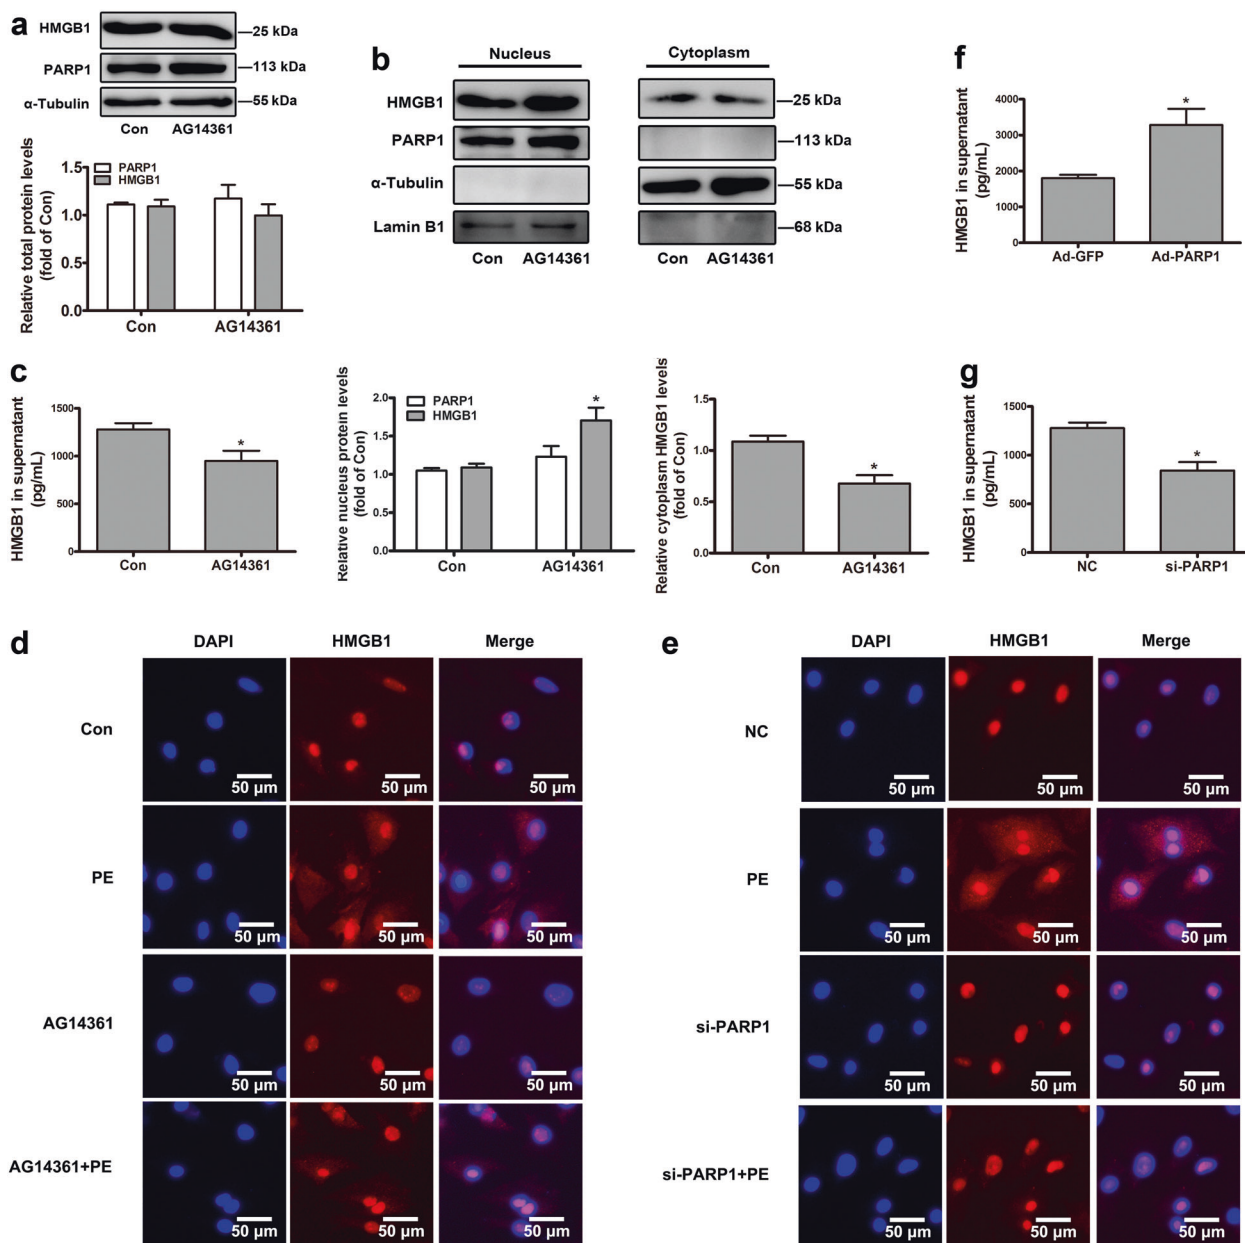 a
HMGB1
25 kDa
PARP1
113 kDa
α-Tubulin
55 kDa
Con AG14361
Relative total protein levels
(fold of Con)
1.5
1.0
0.5
0.0
PARP1
HMGB1
Con AG14361
b
Nucleus Cytoplasm
HMGB1
25 kDa
PARP1
113 kDa
α-Tubulin
55 kDa
Lamin B1
68 kDa
Con AG14361 Con AG14361
Relative nucleus protein levels
(fold of Con)
2.0
1.5
1.0
0.5
0.0
PARP1
HMGB1
*
Con AG14361
Relative cytoplasm HMGB1 levels
(fold of Con)
1.5
1.0
0.5
0.0
*
Con AG14361
f
HMGB1 in supernatant
(pg/mL)
4000
3000
2000
1000
0
*
Ad-GFP Ad-PARP1
c
HMGB1 in supernatant
(pg/mL)
1500
1000
500
0
*
Con AG14361
g
HMGB1 in supernatant
(pg/mL)
1500
1000
500
0
*
NC si-PARP1
d
DAPI HMGB1 Merge
Con
50 µm 50 µm 50 µm
PE
50 µm 50 µm 50 µm
AG14361
50 µm 50 µm 50 µm
AG14361+PE
50 µm 50 µm 50 µm
e
DAPI HMGB1 Merge
NC
50 µm 50 µm 50 µm
PE
50 µm 50 µm 50 µm
si-PARP1
50 µm 50 µm 50 µm
si-PARP1+PE
50 µm 50 µm 50 µm